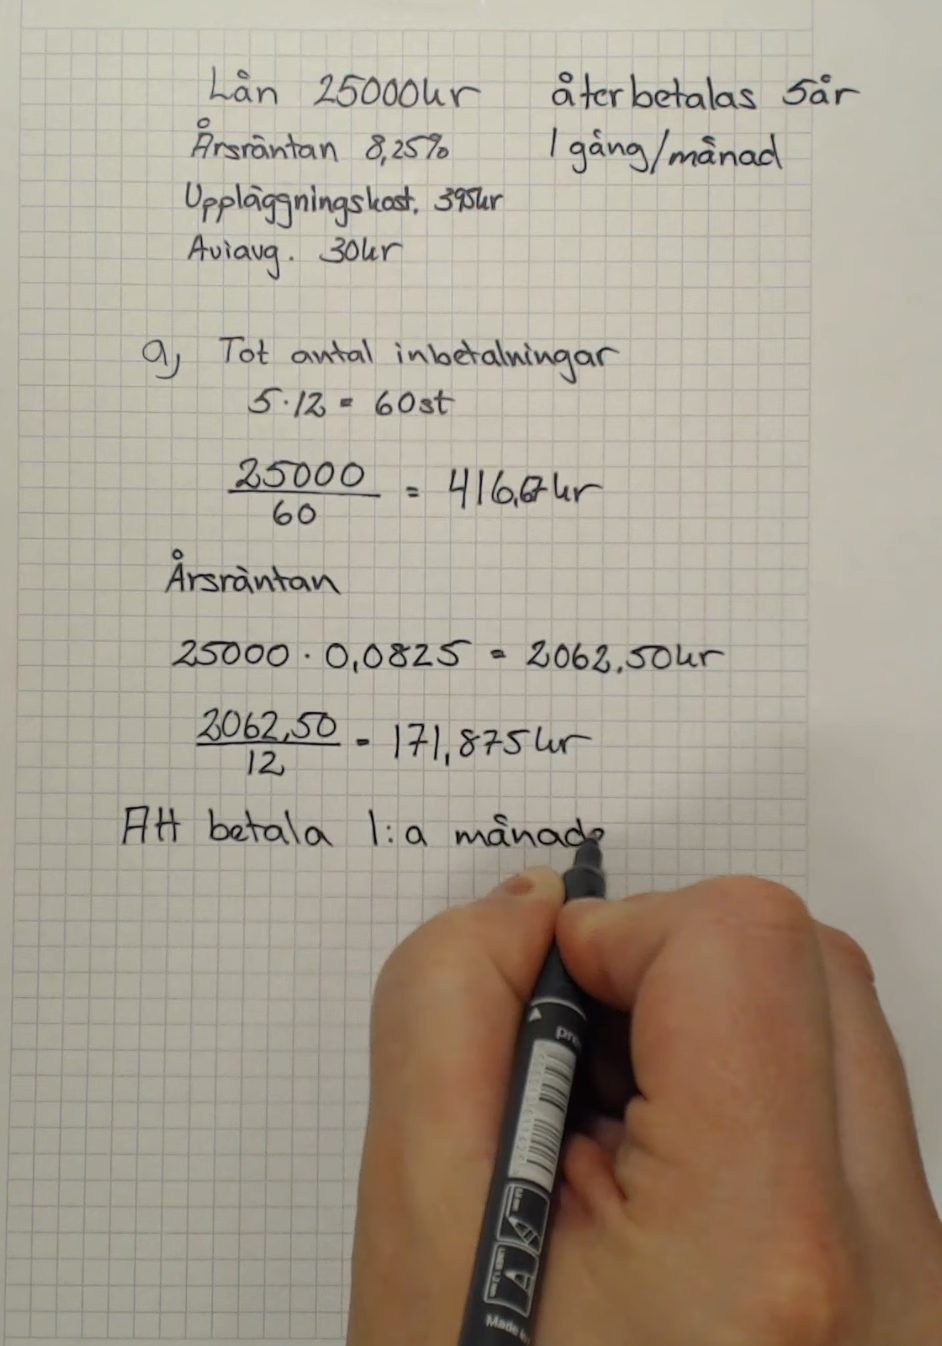 Lån 25000kr återbetalas 5år
Årsräntan 8,25% 1 gång/månad
Uppläggningskost. 395kr
Aviavg. 30kr
a) Tot antal inbetalningar
5·12 = 60st
25000
60
= 416,67kr
Årsräntan
25000 · 0,0825 = 2062,50kr
2062,50
12
= 171,875kr
Att betala 1:a månade
Made